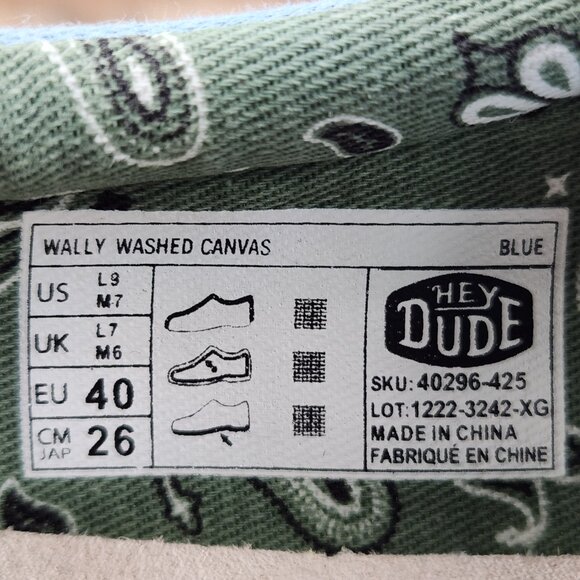 WALLY WASHED CANVAS BLUE
US L9 M7
UK L7 M6
EU 40
CM JAP 26
HEY DUDE
SKU: 40296-425
LOT:1222-3242-XG
MADE IN CHINA
FABRIQUÉ EN CHINE